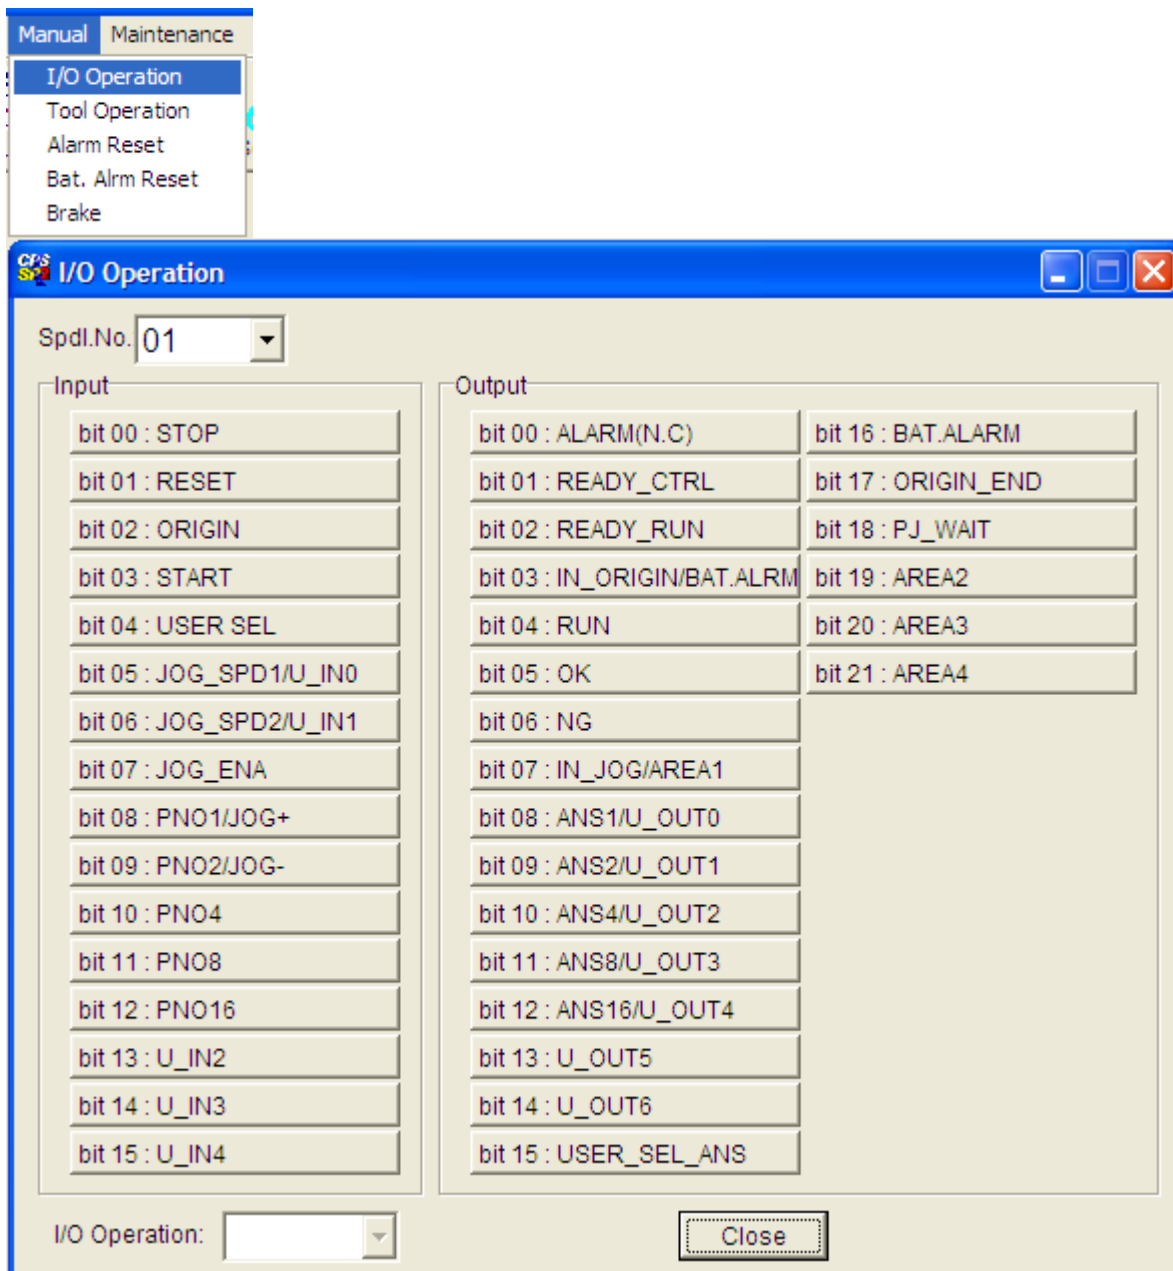 Manual Maintenance
I/O Operation
Tool Operation
Alarm Reset
Bat. Alrm Reset
Brake
CPS
I/O Operation
Spdl.No. 01
Input
bit 00 : STOP
bit 01 : RESET
bit 02 : ORIGIN
bit 03 : START
bit 04 : USER SEL
bit 05 : JOG_SPD1/U_IN0
bit 06 : JOG_SPD2/U_IN1
bit 07 : JOG_ENA
bit 08 : PNO1/JOG+
bit 09 : PNO2/JOG-
bit 10 : PNO4
bit 11 : PNO8
bit 12 : PNO16
bit 13 : U_IN2
bit 14 : U_IN3
bit 15 : U_IN4
Output
bit 00 : ALARM(N.C)
bit 01 : READY_CTRL
bit 02 : READY_RUN
bit 03 : IN_ORIGIN/BAT.ALRM
bit 04 : RUN
bit 05 : OK
bit 06 : NG
bit 07 : IN_JOG/AREA1
bit 08 : ANS1/U_OUT0
bit 09 : ANS2/U_OUT1
bit 10 : ANS4/U_OUT2
bit 11 : ANS8/U_OUT3
bit 12 : ANS16/U_OUT4
bit 13 : U_OUT5
bit 14 : U_OUT6
bit 15 : USER_SEL_ANS
bit 16 : BAT.ALARM
bit 17 : ORIGIN_END
bit 18 : PJ_WAIT
bit 19 : AREA2
bit 20 : AREA3
bit 21 : AREA4
I/O Operation:
Close